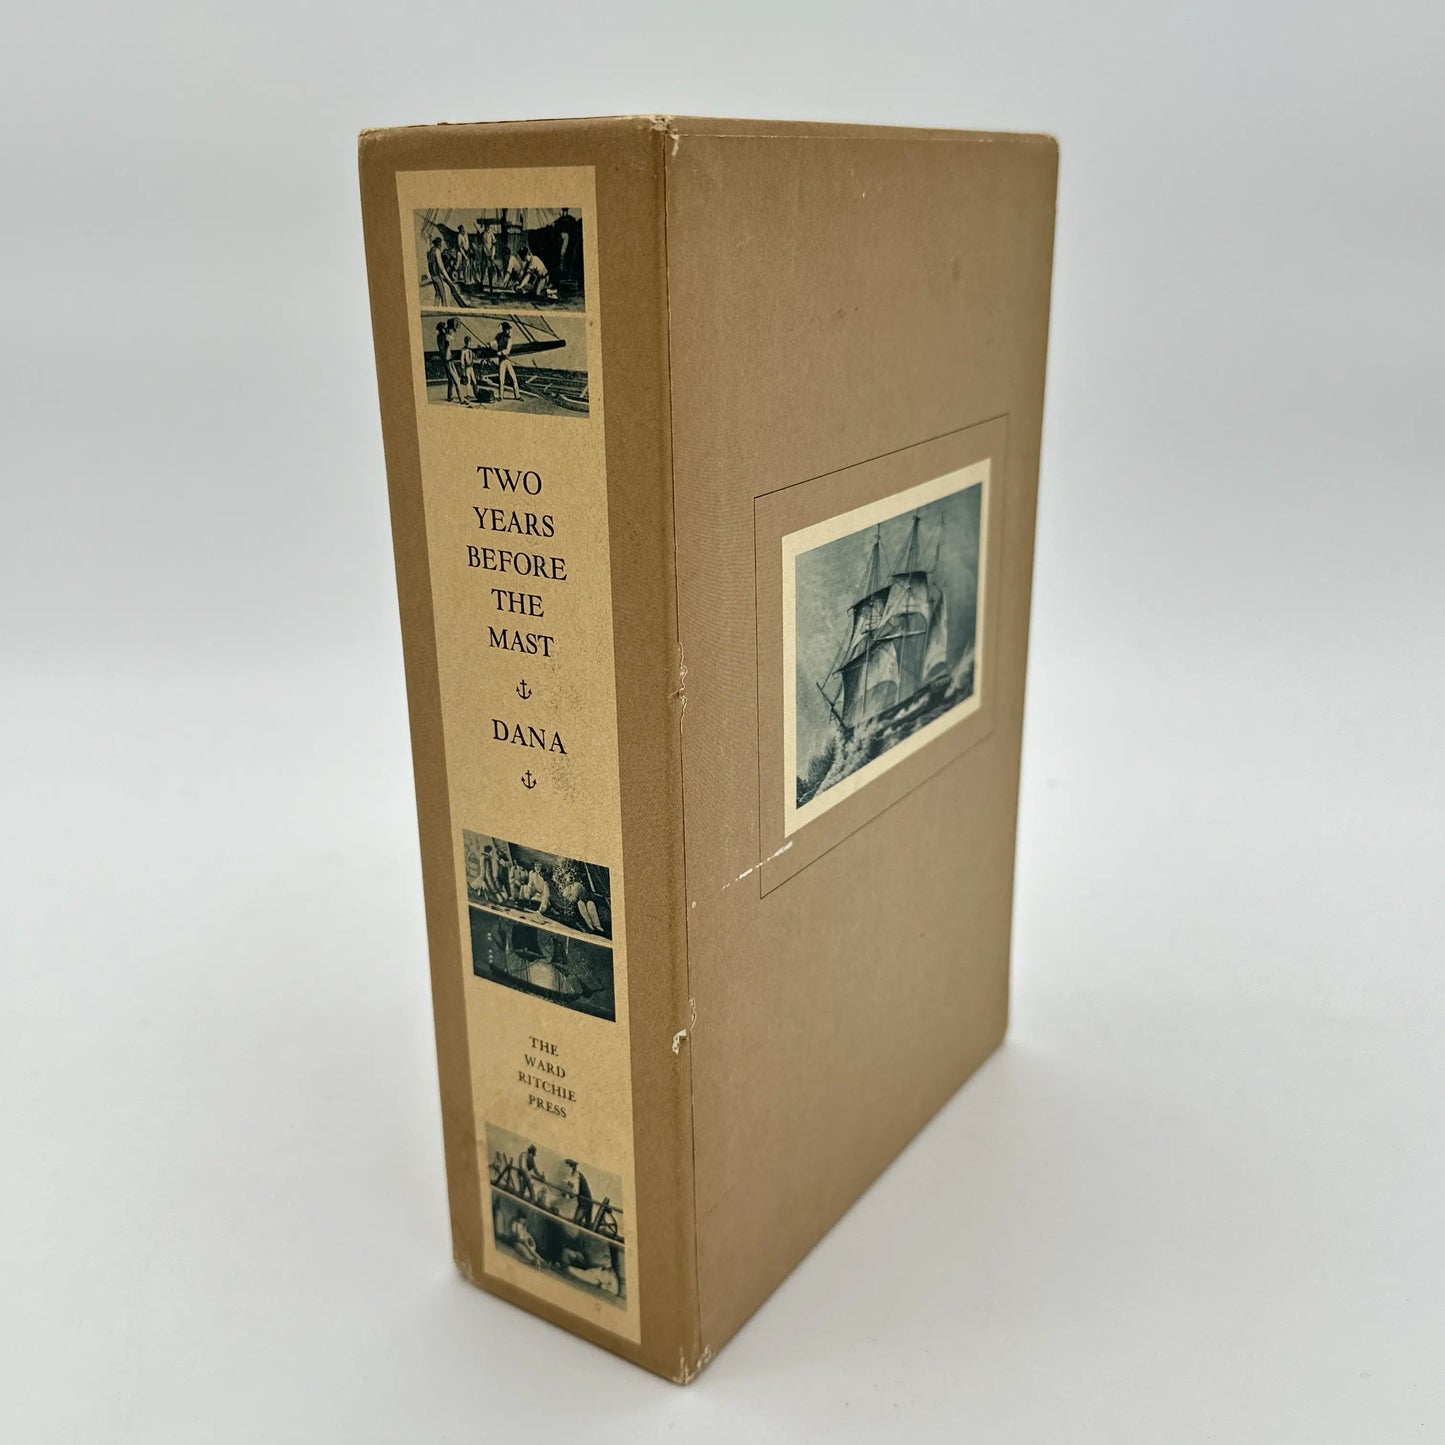 TWO
YEARS
BEFORE
THE
MAST
DANA
THE
WARD
RITCHIE
PRESS